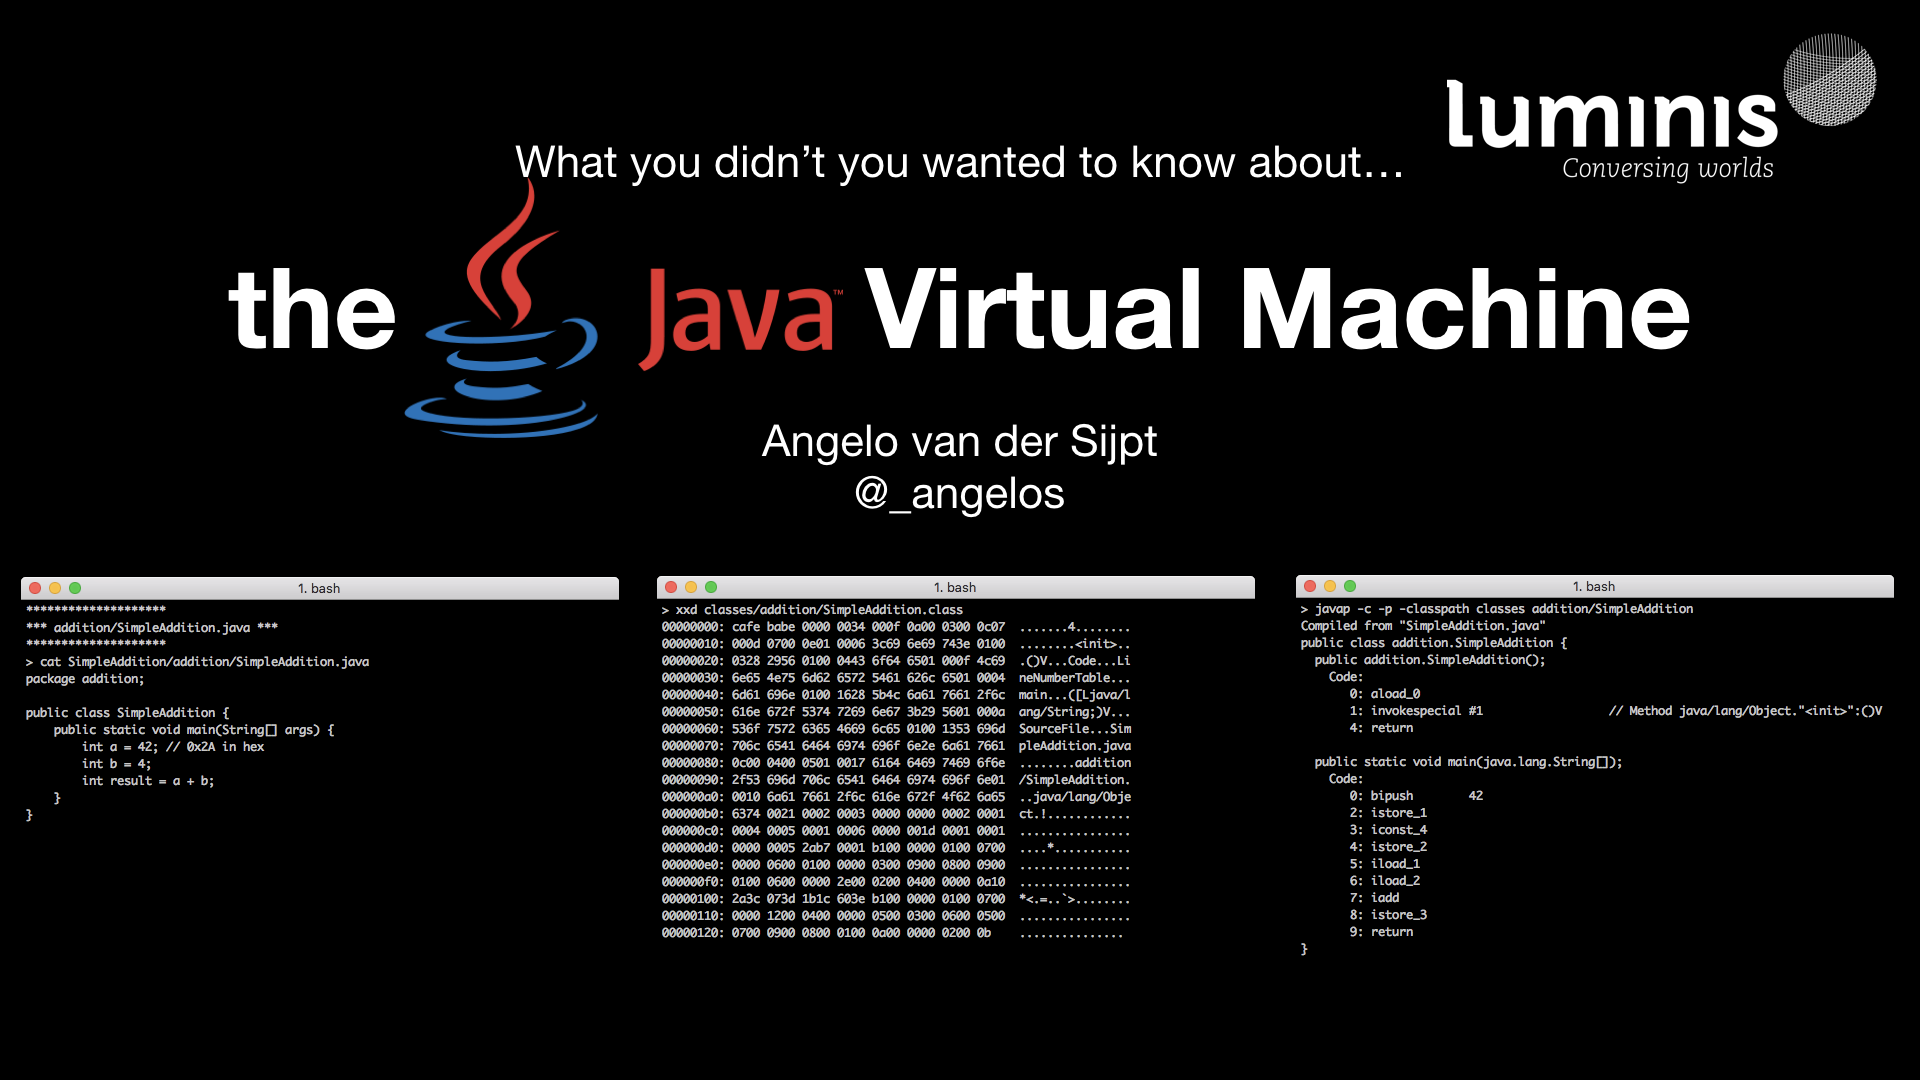 luminis
Conversing worlds
What you didn’t you wanted to know about…
the Java™ Virtual Machine
Angelo van der Sijpt
@_angelos
1. bash
********************
*** addition/SimpleAddition.java ***
********************
> cat SimpleAddition/addition/SimpleAddition.java
package addition;
public class SimpleAddition {
public static void main(String[] args) {
int a = 42; // 0x2A in hex
int b = 4;
int result = a + b;
}
}
1. bash
> xxd classes/addition/SimpleAddition.class
00000000: cafe babe 0000 0034 000f 0a00 0300 0c07 .......4........
00000010: 000d 0700 0e01 0006 3c69 6e69 743e 0100 ........<init>..
00000020: 0328 2956 0100 0443 6f64 6501 000f 4c69 .()V...Code...Li
00000030: 6e65 4e75 6d62 6572 5461 626c 6501 0004 neNumberTable...
00000040: 6d61 696e 0100 1628 5b4c 6a61 7661 2f6c main...([Ljava/l
00000050: 616e 672f 5374 7269 6e67 3b29 5601 000a ang/String;)V...
00000060: 536f 7572 6365 4669 6c65 0100 1353 696d SourceFile...Sim
00000070: 706c 6541 6464 6974 696f 6e2e 6a61 7661 pleAddition.java
00000080: 0c00 0400 0501 0017 6164 6469 7469 6f6e ........addition
00000090: 2f53 696d 706c 6541 6464 6974 696f 6e01 /SimpleAddition.
000000a0: 0010 6a61 7661 2f6c 616e 672f 4f62 6a65 ..java/lang/Obje
000000b0: 6374 0021 0002 0003 0000 0000 0002 0001 ct.!............
000000c0: 0004 0005 0001 0006 0000 001d 0001 0001 ................
000000d0: 0000 0005 2ab7 0001 b100 0000 0100 0700 ....*...........
000000e0: 0000 0600 0100 0000 0300 0900 0800 0900 ................
000000f0: 0100 0600 0000 2e00 0200 0400 0000 0a10 ................
00000100: 2a3c 073d 1b1c 603e b100 0000 0100 0700 *<.=..`>........
00000110: 0000 1200 0400 0000 0500 0300 0600 0500 ................
00000120: 0700 0900 0800 0100 0a00 0000 0200 0b ...............
1. bash
> javap -c -p -classpath classes addition/SimpleAddition
Compiled from "SimpleAddition.java"
public class addition.SimpleAddition {
public addition.SimpleAddition();
Code:
0: aload_0
1: invokespecial #1 // Method java/lang/Object."<init>":()V
4: return
public static void main(java.lang.String[]);
Code:
0: bipush 42
2: istore_1
3: iconst_4
4: istore_2
5: iload_1
6: iload_2
7: iadd
8: istore_3
9: return
}